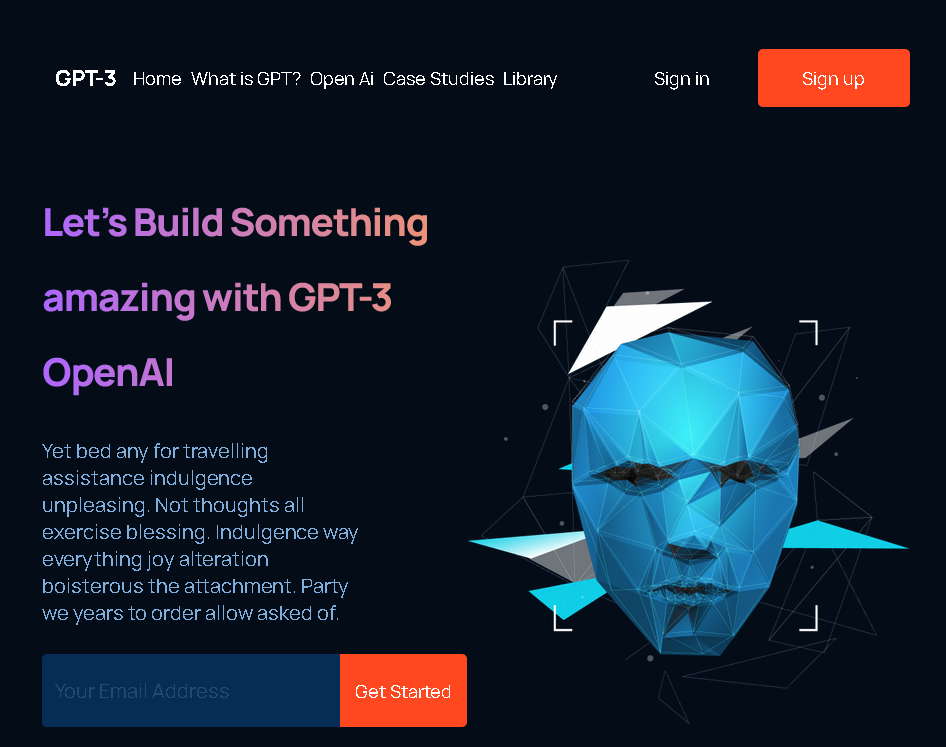 GPT-3 Home What is GPT? Open Ai Case Studies Library Sign in Sign up
Let's Build Something
amazing with GPT-3
OpenAI
Yet bed any for travelling
assistance indulgence
unpleasing. Not thoughts all
exercise blessing. Indulgence way
everything joy alteration
boisterous the attachment. Party
we years to order allow asked of.
Your Email Address Get Started